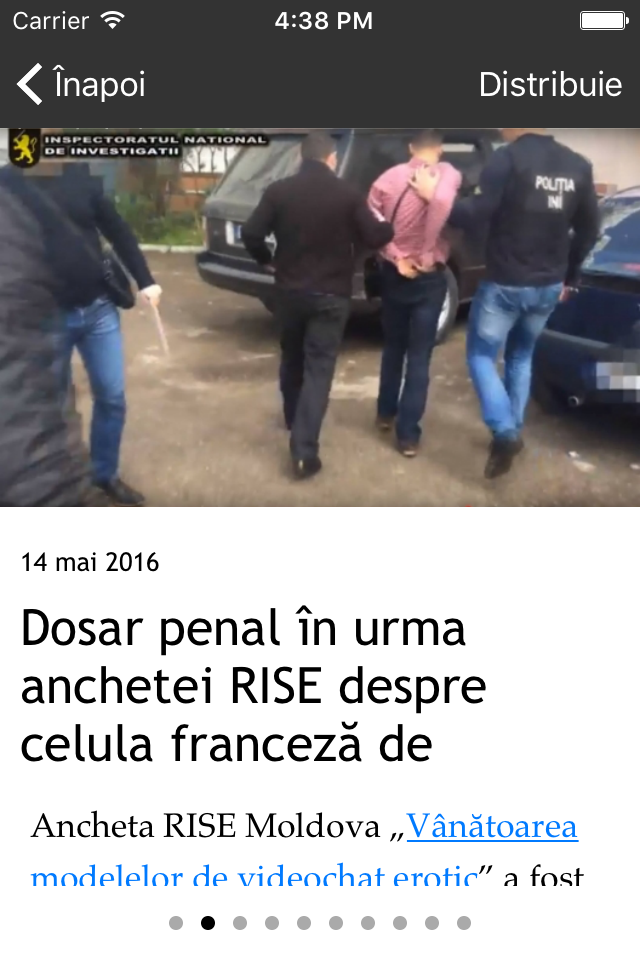 Carrier 4:38 PM
Înapoi Distribuie
INSPECTORATUL NATIONAL
DE INVESTIGATII
POLIȚIA
INI
14 mai 2016
Dosar penal în urma
anchetei RISE despre
celula franceză de
Ancheta RISE Moldova „Vânătoarea
modelelor de videochat erotic” a fost